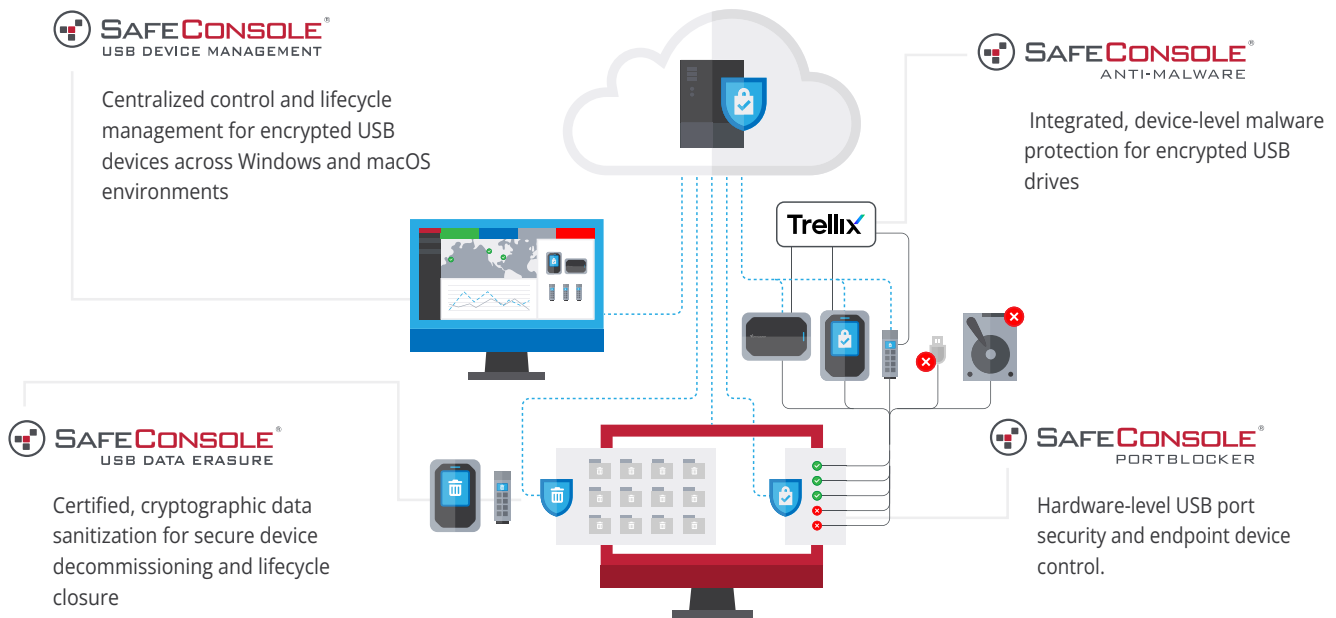 SAFECONSOLE®
USB DEVICE MANAGEMENT
Centralized control and lifecycle
management for encrypted USB
devices across Windows and macOS
environments
SAFECONSOLE®
ANTI-MALWARE
Integrated, device-level malware
protection for encrypted USB
drives
Trellix
SAFECONSOLE®
USB DATA ERASURE
Certified, cryptographic data
sanitization for secure device
decommissioning and lifecycle
closure
SAFECONSOLE®
PORTBLOCKER
Hardware-level USB port
security and endpoint device
control.